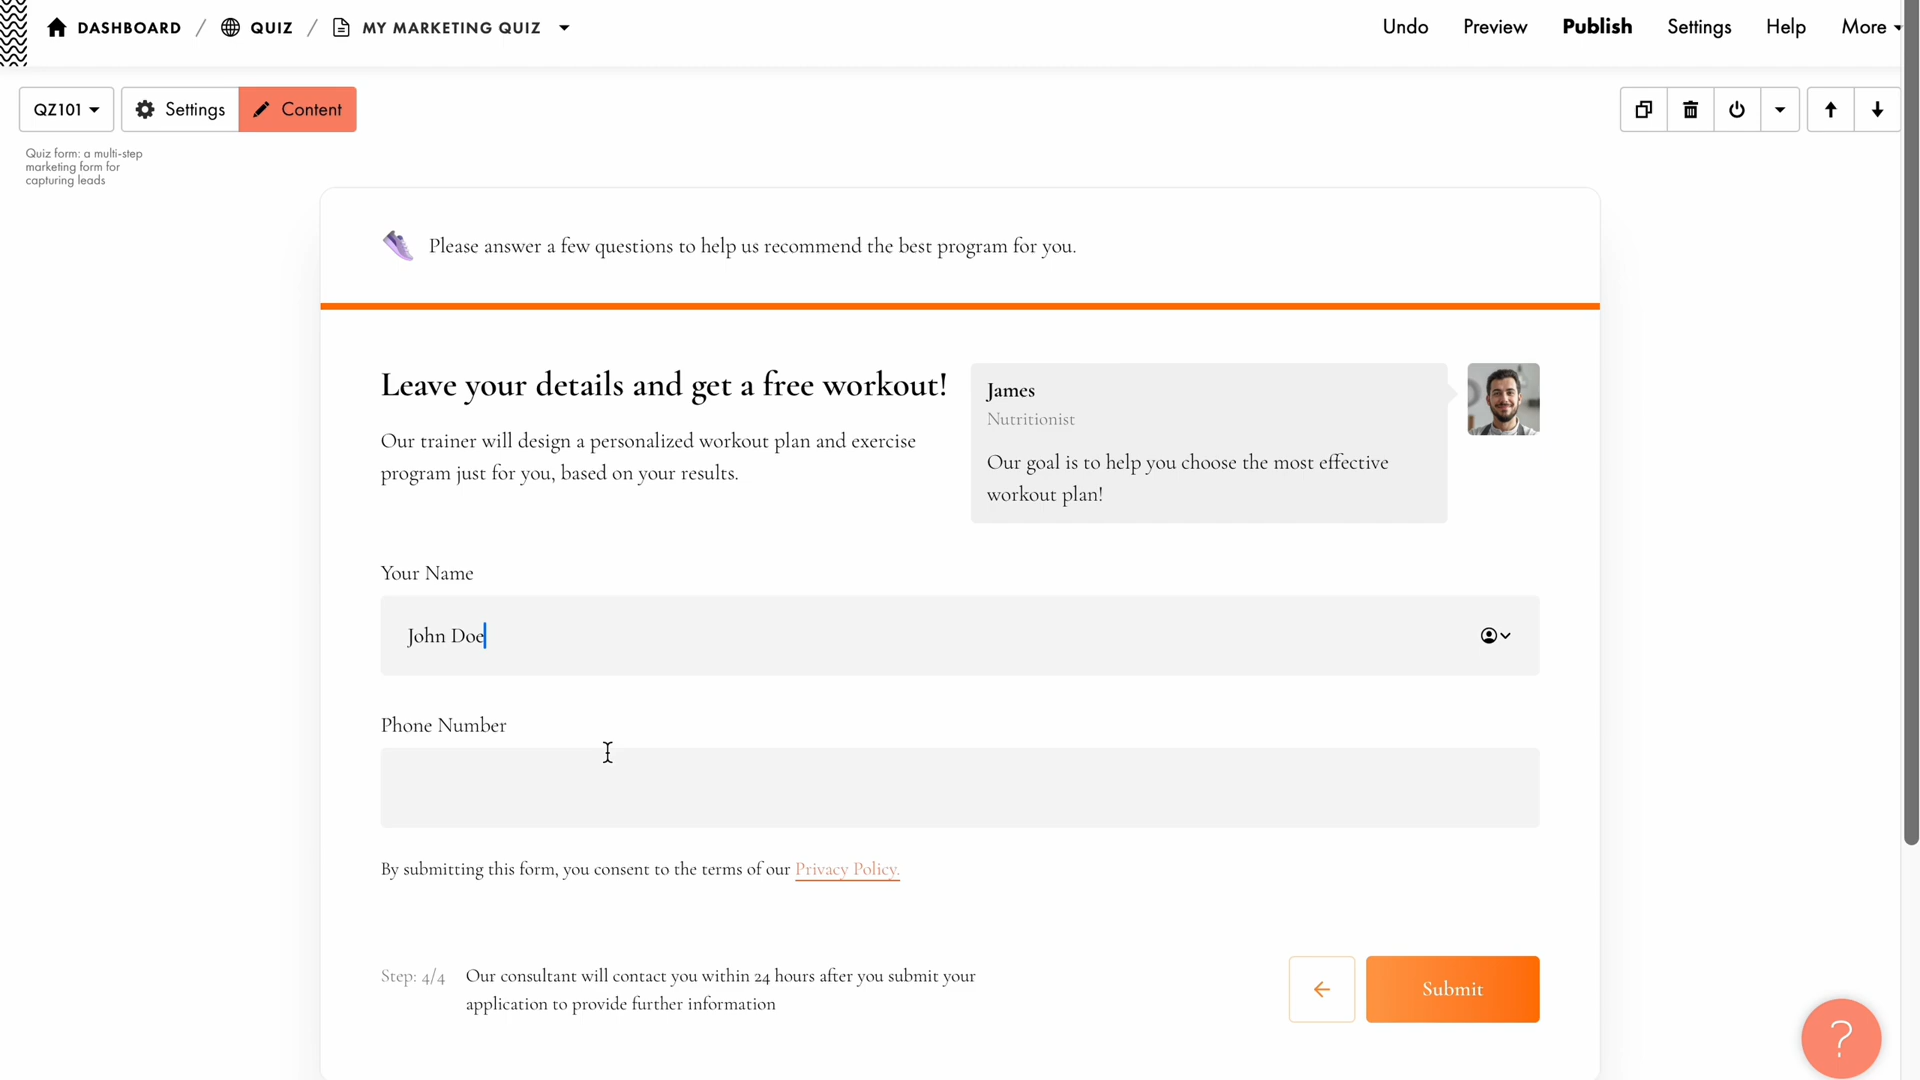 DASHBOARD / QUIZ / MY MARKETING QUIZ
Undo Preview Publish Settings Help More
QZ101 Settings Content
Quiz form: a multi-step
marketing form for
capturing leads
Please answer a few questions to help us recommend the best program for you.
Leave your details and get a free workout!
Our trainer will design a personalized workout plan and exercise
program just for you, based on your results.
James
Nutritionist
Our goal is to help you choose the most effective
workout plan!
Your Name
John Doe
Phone Number
By submitting this form, you consent to the terms of our Privacy Policy.
Step: 4/4
Our consultant will contact you within 24 hours after you submit your
application to provide further information
← Submit
?